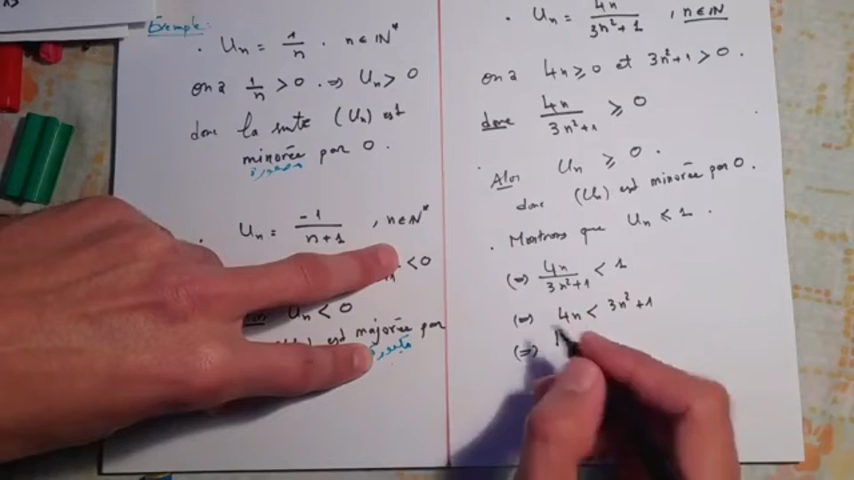 Exemple:
. Un = 1/n . n ∈ IN*
on a 1/n > 0 . ⇒ Un > 0
donc la suite (Un) est
minorée par 0 .
محصورة
. Un = -1/n+1 , n ∈ IN*
< 0
Un < 0
est majorée par
. Un = 4n/3n²+1 , n ∈ IN
on a 4n ⩾ 0 et 3n²+1 > 0 .
donc 4n/3n²+1 ⩾ 0
Alors Un ⩾ 0 .
donc (Un) est minorée par 0 .
. Montrons que Un ⩽ 1 .
(⇔) 4n/3n²+1 < 1
(⇔) 4n < 3n²+1
(⇔)